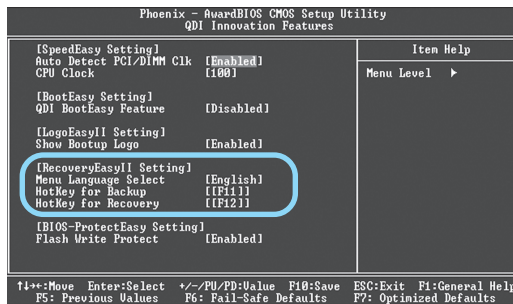 Phoenix - AwardBIOS CMOS Setup Utility
QDI Innovation Features
[SpeedEasy Setting]
Auto Detect PCI/DIMM Clk [Enabled]
CPU Clock [100]
[BootEasy Setting]
QDI BootEasy Feature [Disabled]
[LogoEasyII Setting]
Show Bootup Logo [Enabled]
[RecoveryEasyII Setting]
Menu Language Select [English]
HotKey for Backup [[F11]]
HotKey for Recovery [[F12]]
[BIOS-ProtectEasy Setting]
Flash Write Protect [Enabled]
Item Help
Menu Level ►
↑↓→←:Move Enter:Select +/-/PU/PD:Value F10:Save ESC:Exit F1:General Help
F5: Previous Values F6: Fail-Safe Defaults F7: Optimized Defaults